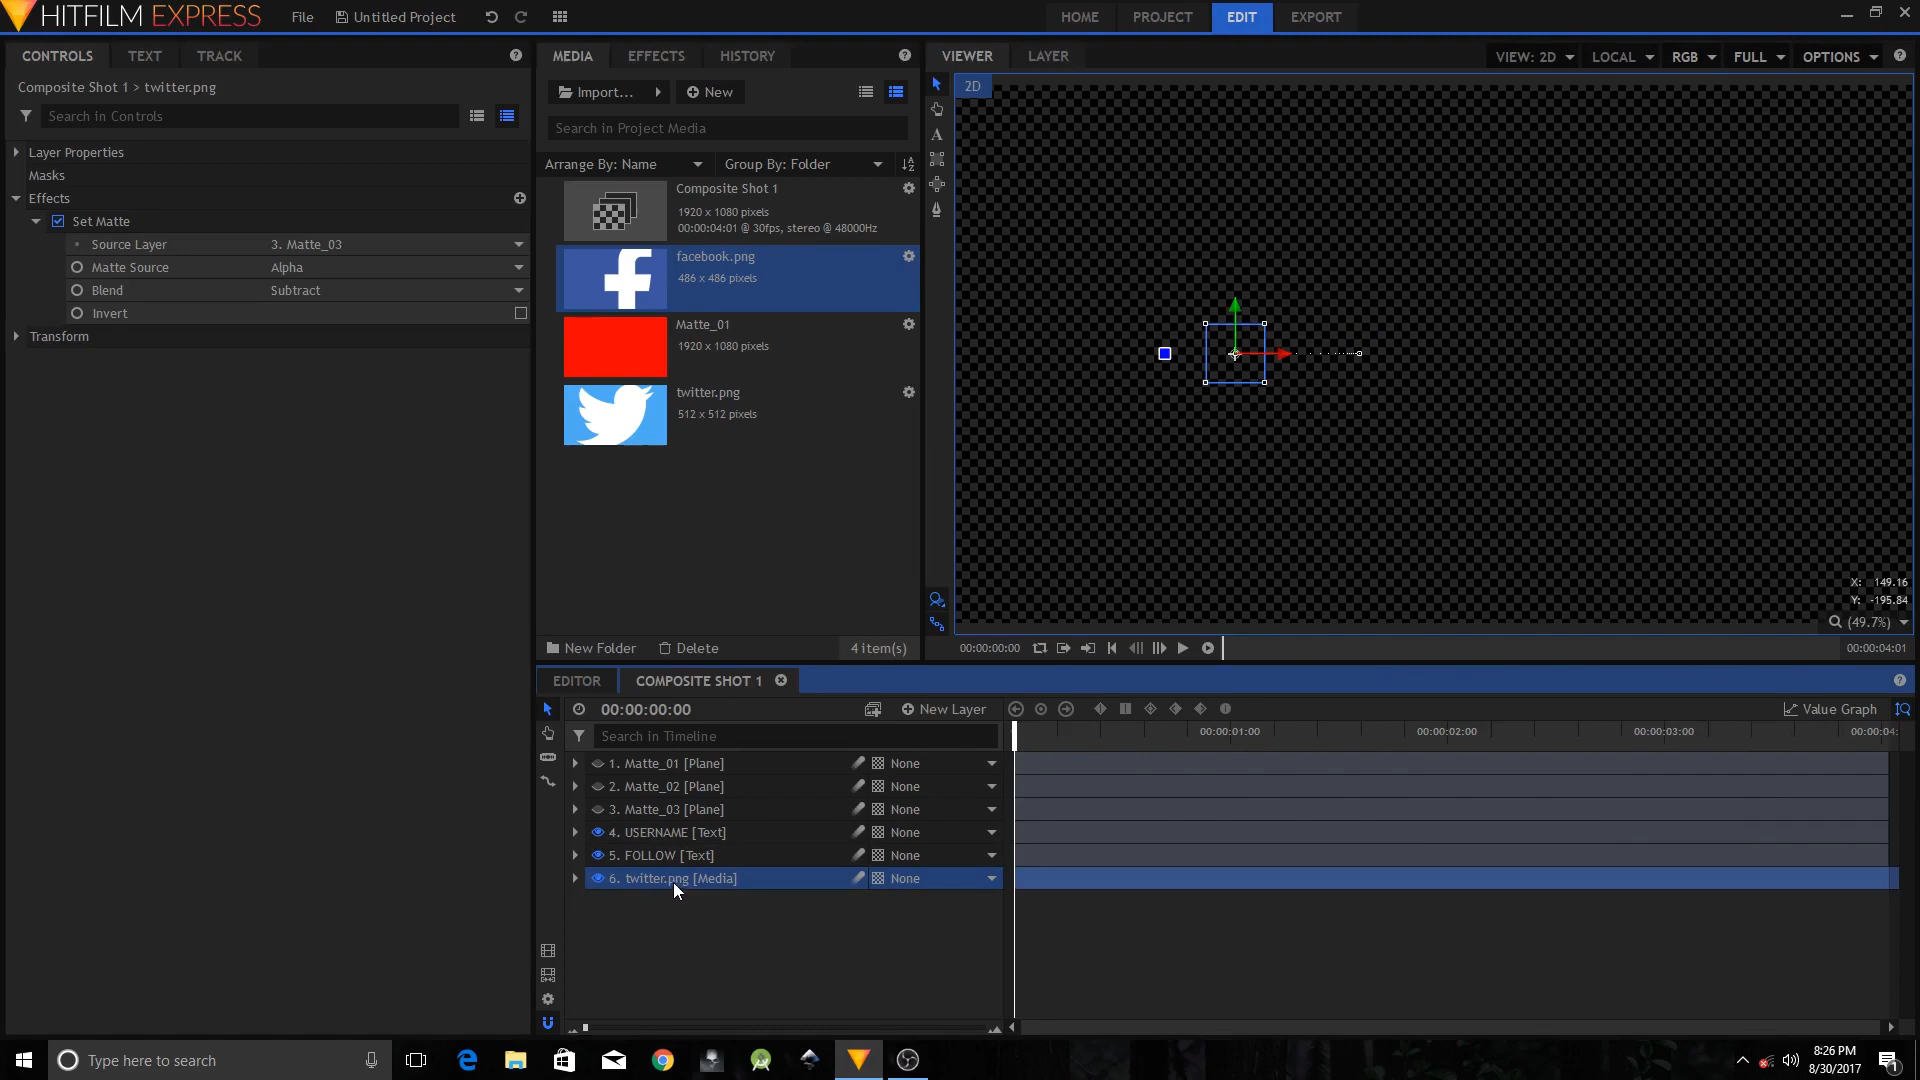 HITFILM EXPRESS
File
Untitled Project
HOME
PROJECT
EDIT
EXPORT
CONTROLS
TEXT
TRACK
Composite Shot 1 > twitter.png
Search in Controls
Layer Properties
Masks
Effects
Set Matte
Source Layer 3. Matte_03
Matte Source Alpha
Blend Subtract
Invert
Transform
MEDIA
EFFECTS
HISTORY
Import...
New
Search in Project Media
Arrange By: Name
Group By: Folder
Composite Shot 1
1920 x 1080 pixels
00:00:04:01 @ 30fps, stereo @ 48000Hz
facebook.png
486 x 486 pixels
Matte_01
1920 x 1080 pixels
twitter.png
512 x 512 pixels
New Folder
Delete
4 item(s)
VIEWER
LAYER
VIEW: 2D
LOCAL
RGB
FULL
OPTIONS
2D
A
X: 149.16
Y: -195.84
(49.7%)
00:00:00:00
00:00:04:01
EDITOR
COMPOSITE SHOT 1
00:00:00:00
New Layer
Value Graph
Search in Timeline
00:00:01:00
00:00:02:00
00:00:03:00
00:00:04:
1. Matte_01 [Plane] None
2. Matte_02 [Plane] None
3. Matte_03 [Plane] None
4. USERNAME [Text] None
5. FOLLOW [Text] None
6. twitter.png [Media] None
Type here to search
8:26 PM
8/30/2017
1